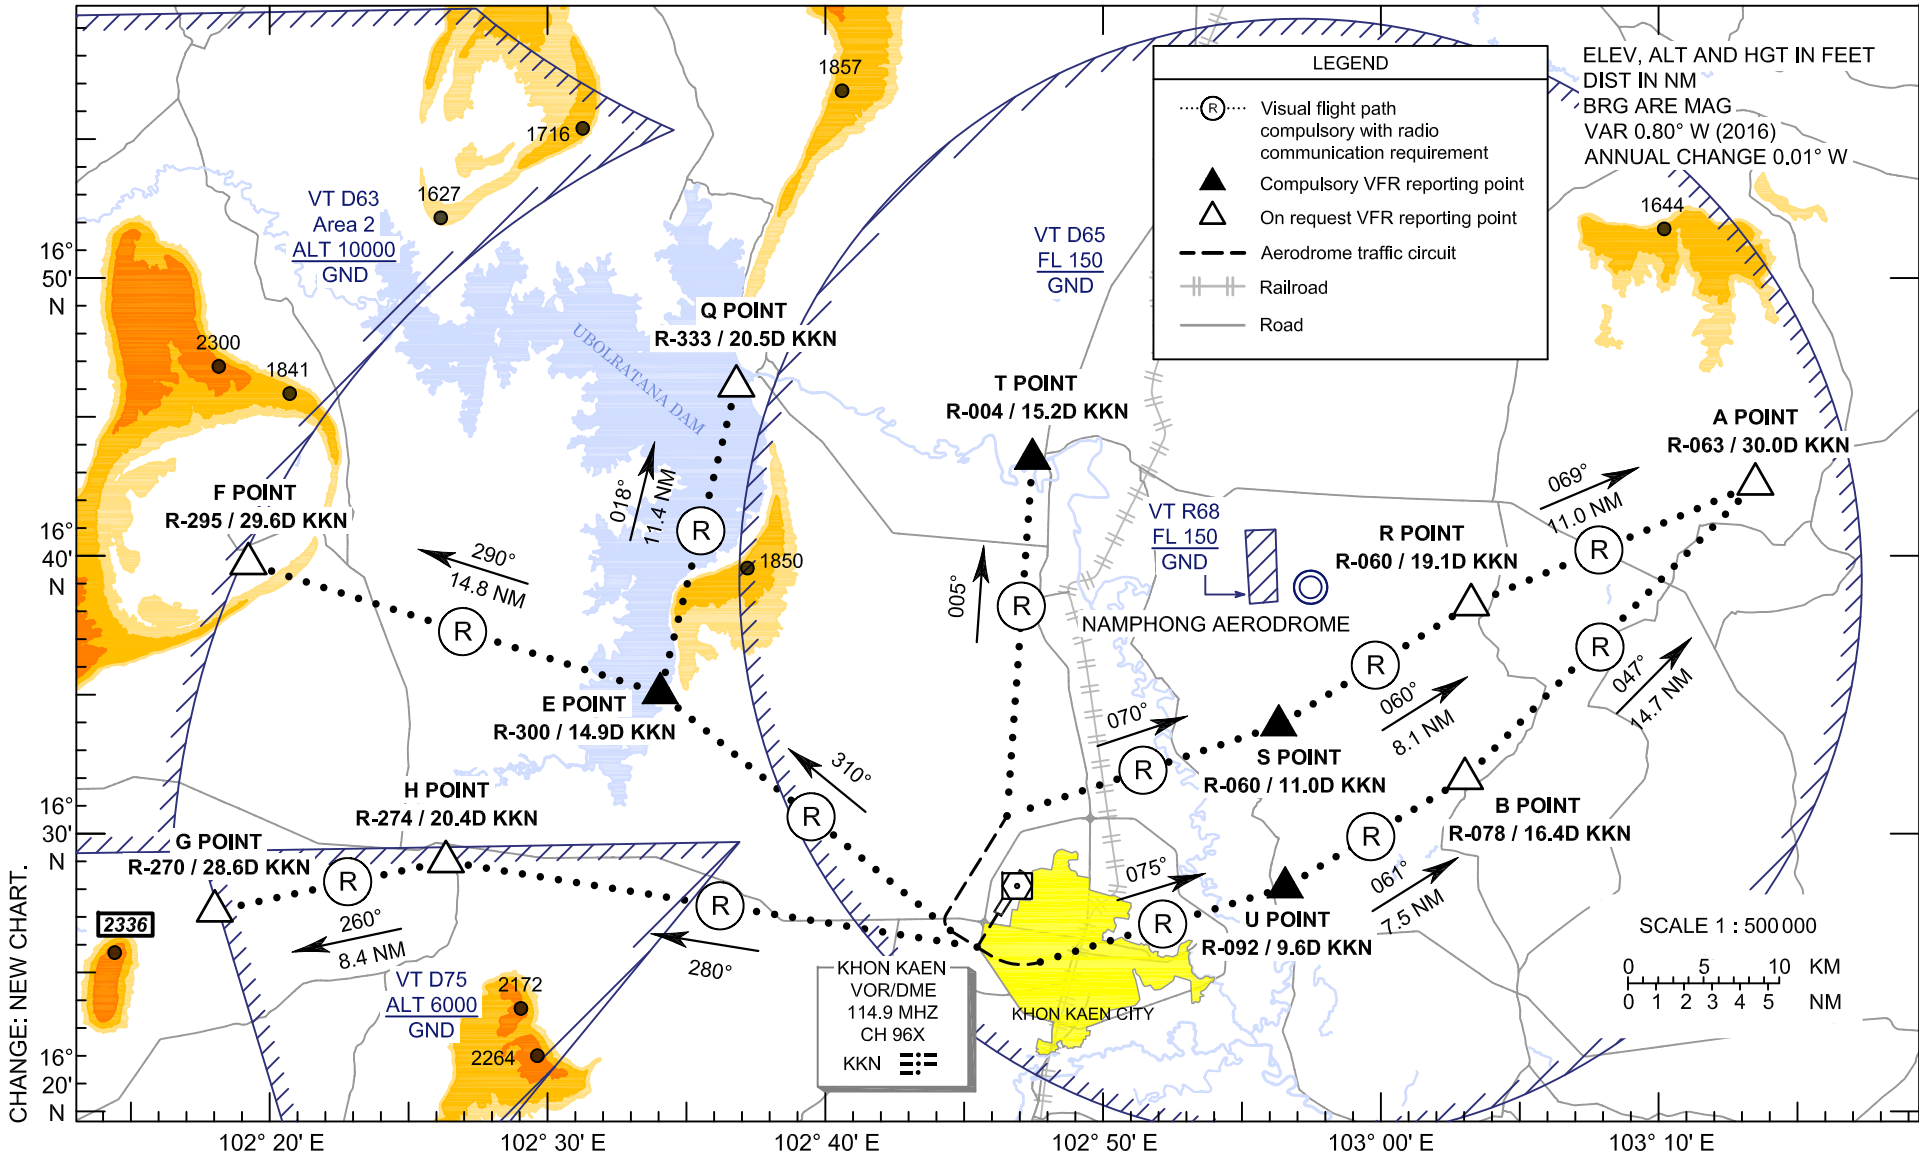 LEGEND
R
Visual flight path
compulsory with radio
communication requirement
Compulsory VFR reporting point
On request VFR reporting point
Aerodrome traffic circuit
Railroad
Road
ELEV, ALT AND HGT IN FEET
DIST IN NM
BRG ARE MAG
VAR 0.80° W (2016)
ANNUAL CHANGE 0.01° W
1857
1716
1627
1644
VT D63
Area 2
ALT 10000
GND
VT D65
FL 150
GND
16°
50'
N
2300
1841
Q POINT
R-333 / 20.5D KKN
UBOLRATANA DAM
T POINT
R-004 / 15.2D KKN
A POINT
R-063 / 30.0D KKN
F POINT
R-295 / 29.6D KKN
018°
11.4 NM
R
069°
11.0 NM
R
VT R68
FL 150
GND
NAMPHONG AERODROME
R POINT
R-060 / 19.1D KKN
16°
40'
N
290°
14.8 NM
R
1850
005°
R
R
060°
8.1 NM
R
047°
14.7 NM
E POINT
R-300 / 14.9D KKN
070°
R
S POINT
R-060 / 11.0D KKN
310°
R
H POINT
R-274 / 20.4D KKN
B POINT
R-078 / 16.4D KKN
16°
30'
N
G POINT
R-270 / 28.6D KKN
R
260°
8.4 NM
R
280°
075°
R
U POINT
R-092 / 9.6D KKN
R
061°
7.5 NM
2336
VT D75
ALT 6000
GND
2172
2264
KHON KAEN
VOR/DME
114.9 MHZ
CH 96X
KKN
KHON KAEN CITY
SCALE 1 : 500 000
0 5 10 KM
0 1 2 3 4 5 NM
16°
20'
N
102° 20' E
102° 30' E
102° 40' E
102° 50' E
103° 00' E
103° 10' E
CHANGE: NEW CHART.